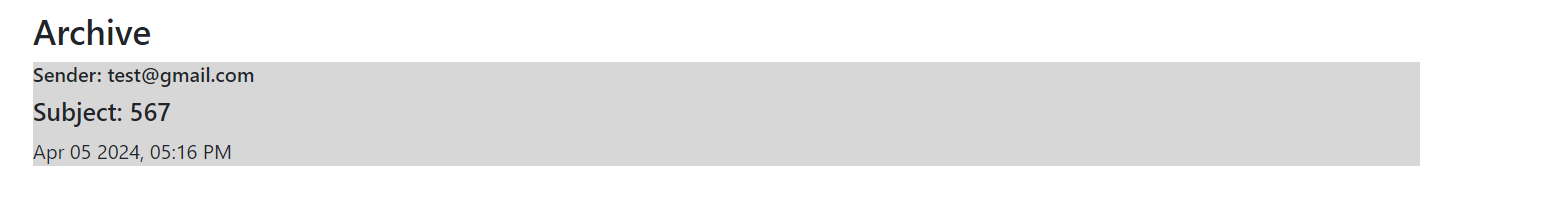 Archive
Sender: test@gmail.com
Subject: 567
Apr 05 2024, 05:16 PM